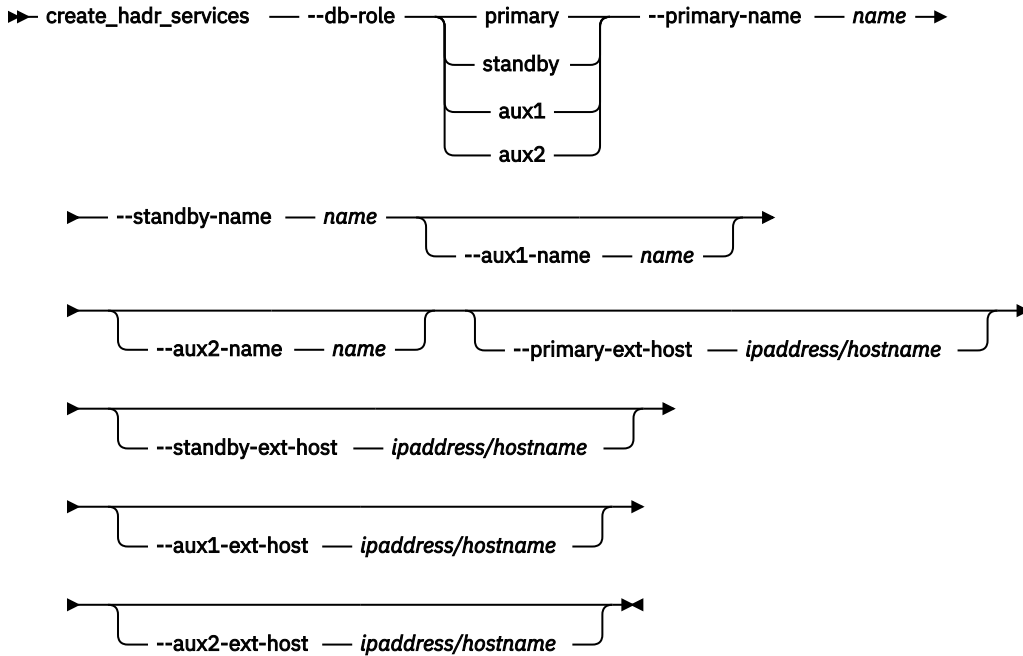 create_hadr_services --db-role primary --primary-name name
standby
aux1
aux2
--standby-name name
--aux1-name name
--aux2-name name --primary-ext-host ipaddress/hostname
--standby-ext-host ipaddress/hostname
--aux1-ext-host ipaddress/hostname
--aux2-ext-host ipaddress/hostname